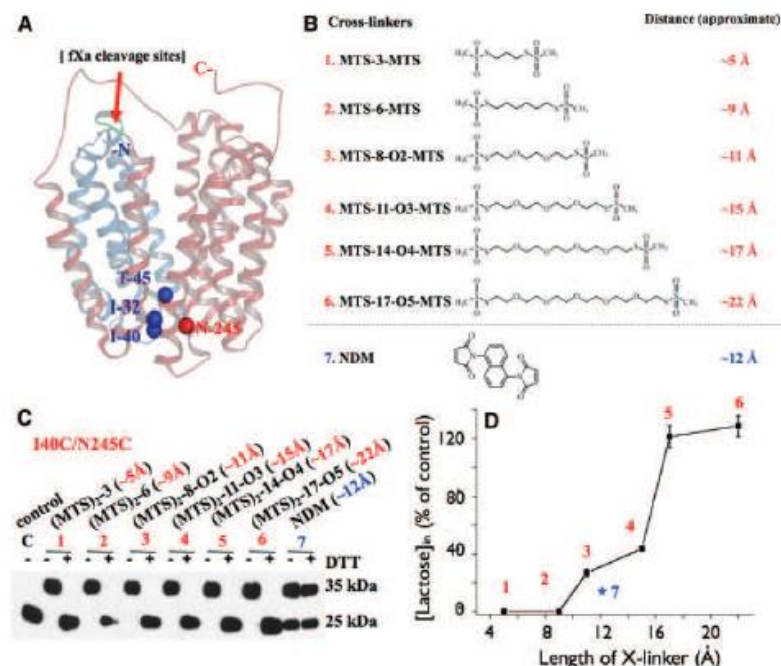 A
[ fXa cleavage sites]
C-
-N
T-45
I-32
I-40
N-245
B Cross-linkers Distance (approximate)
1. MTS-3-MTS ~5 Å
2. MTS-6-MTS ~9 Å
3. MTS-8-O2-MTS ~11 Å
4. MTS-11-O3-MTS ~15 Å
5. MTS-14-O4-MTS ~17 Å
6. MTS-17-O5-MTS ~22 Å
7. NDM ~12Å
C
I40C/N245C
control
(MTS)2-3 (~5Å)
(MTS)2-6 (~9Å)
(MTS)2-8-O2 (~11Å)
(MTS)2-11-O3 (~15Å)
(MTS)2-14-O4 (~17Å)
(MTS)2-17-O5 (~22Å)
NDM (~12Å)
C 1 2 3 4 5 6 7
- - + - + - + - + - + - + - + DTT
35 kDa
25 kDa
D
[Lactose]in (% of control)
120
80
40
0
1 2 3 4 5 6
* 7
4 8 12 16 20
Length of X-linker (Å)